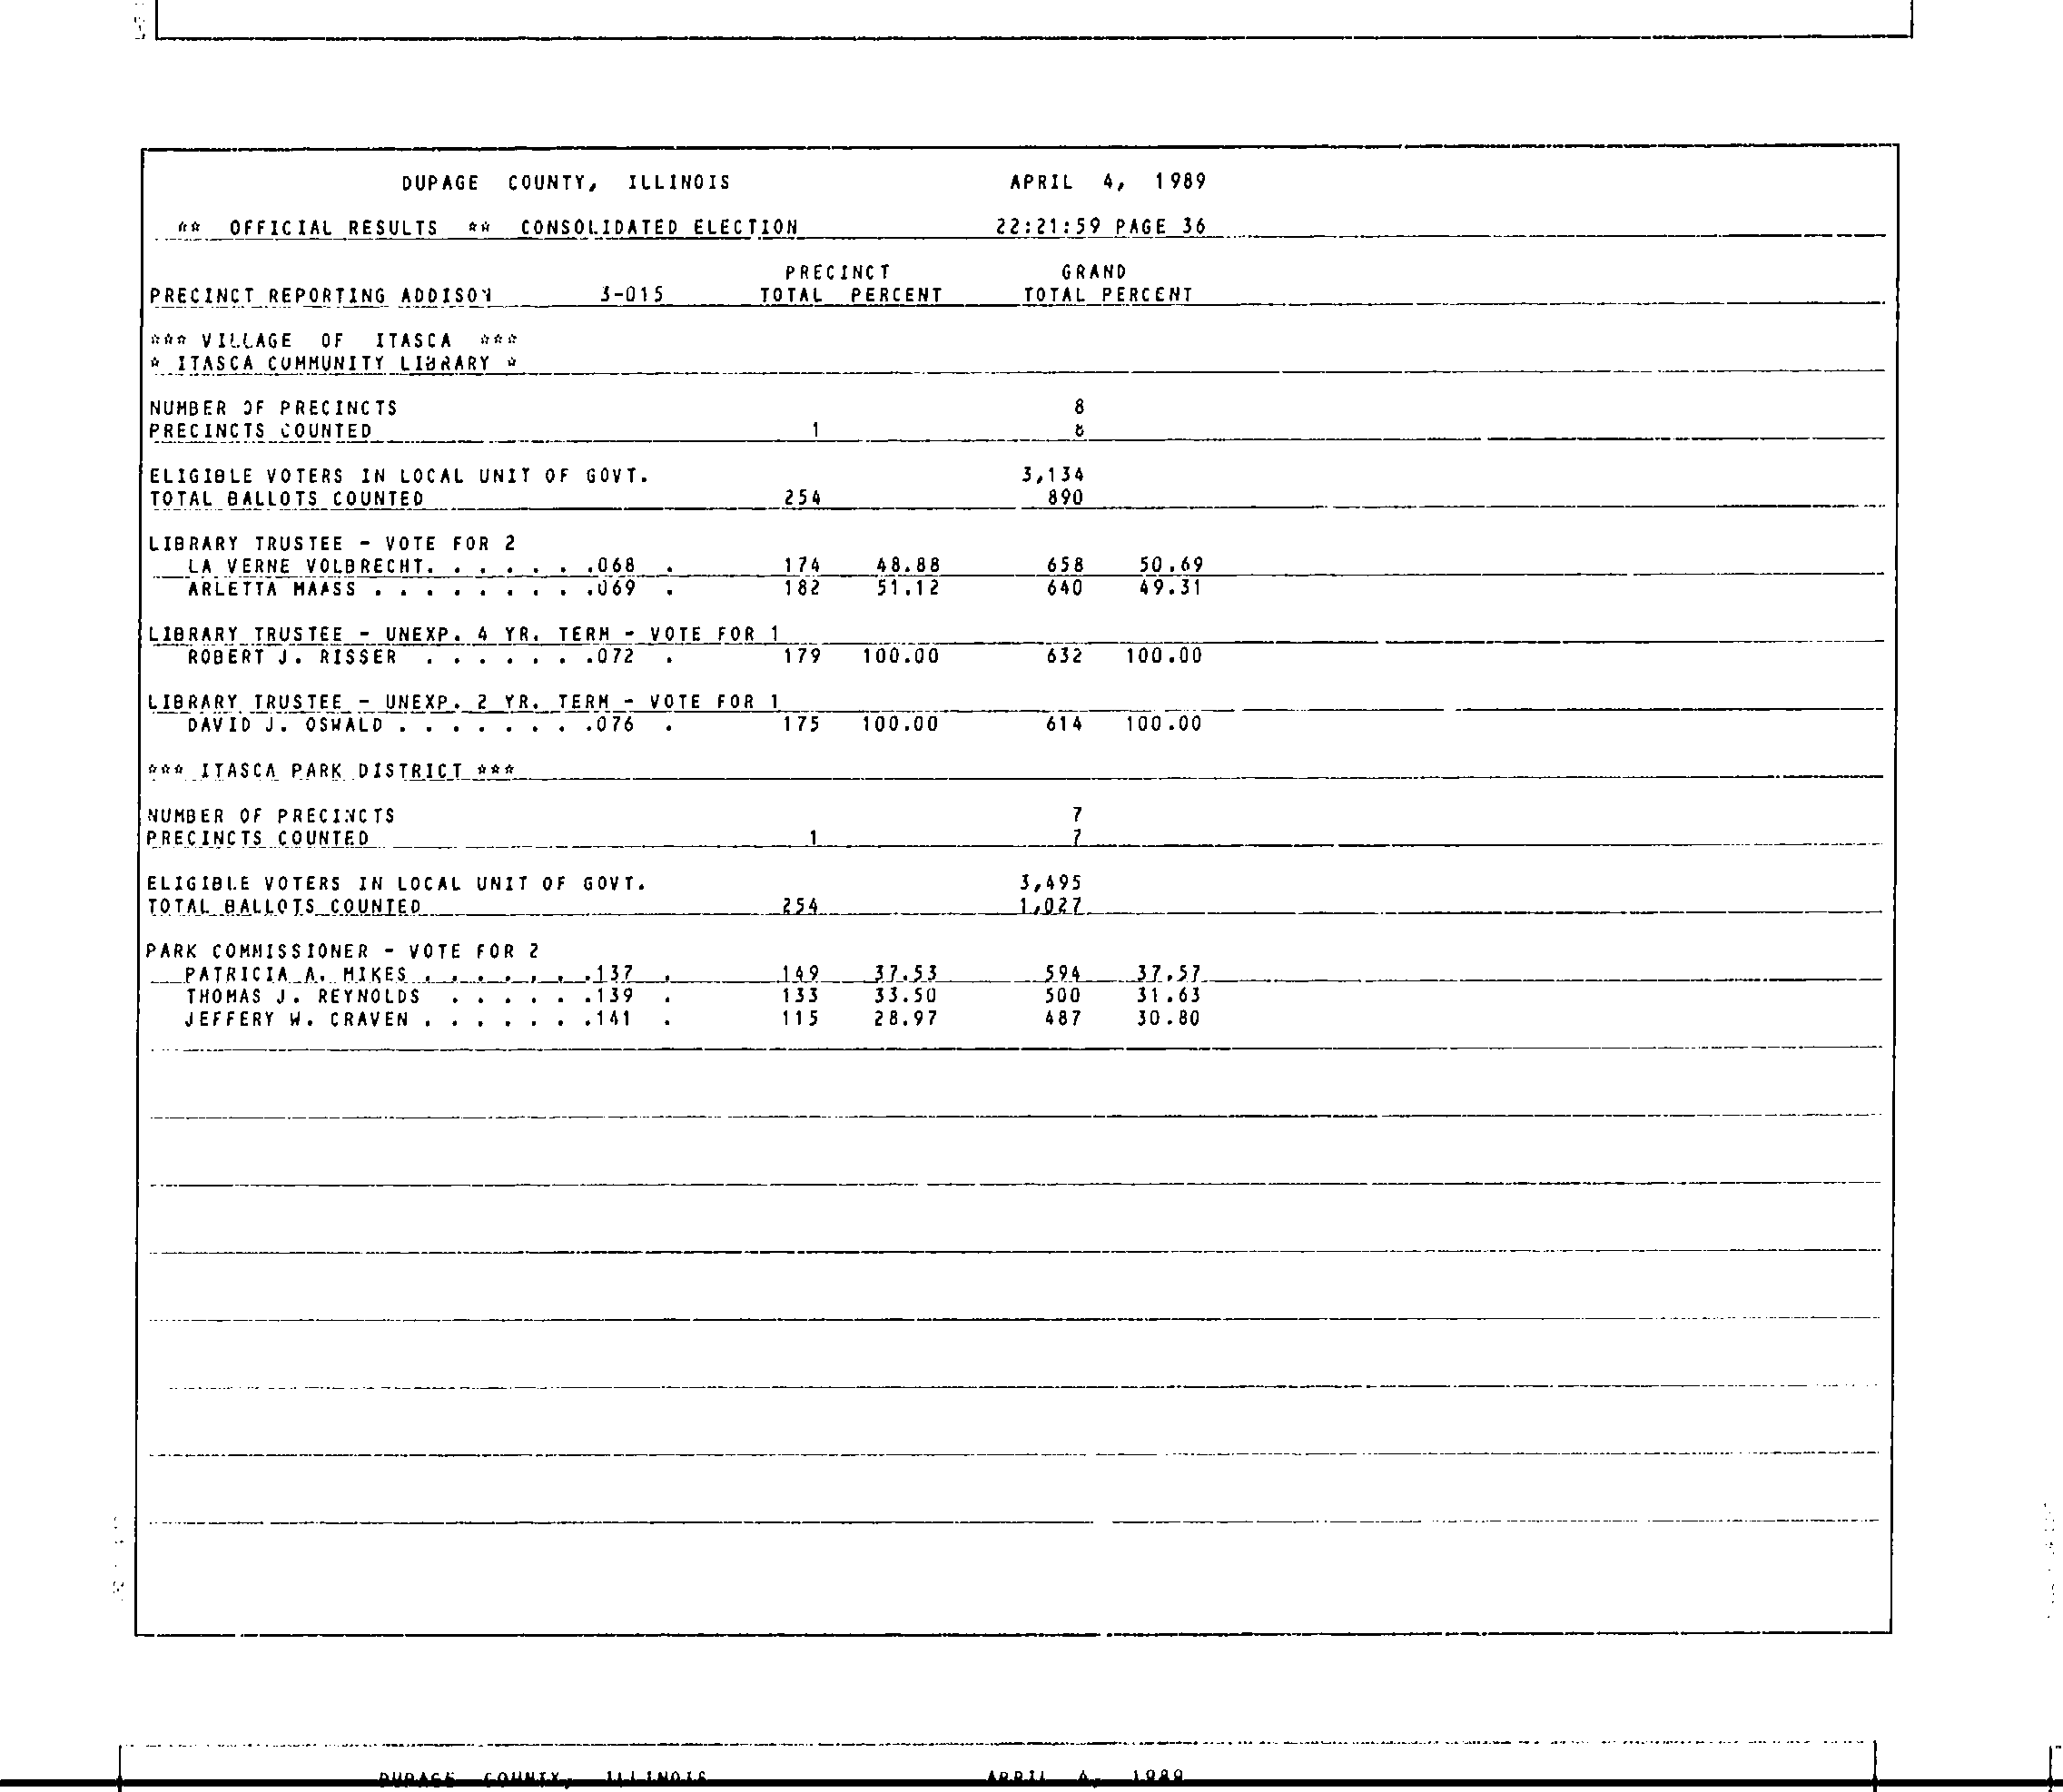 DUPAGE COUNTY, ILLINOIS APRIL 4, 1989
** OFFICIAL RESULTS ** CONSOLIDATED ELECTION 22:21:59 PAGE 36
PRECINCT GRAND
PRECINCT REPORTING ADDISON 3-015 TOTAL PERCENT TOTAL PERCENT
*** VILLAGE OF ITASCA ***
* ITASCA COMMUNITY LIBRARY *
NUMBER OF PRECINCTS 8
PRECINCTS COUNTED 1 8
ELIGIBLE VOTERS IN LOCAL UNIT OF GOVT. 3,134
TOTAL BALLOTS COUNTED 254 890
LIBRARY TRUSTEE - VOTE FOR 2
LA VERNE VOLBRECHT. . . . . . .068 . 174 48.88 658 50.69
ARLETTA MAASS . . . . . . . . .069 . 182 51.12 640 49.31
LIBRARY TRUSTEE - UNEXP. 4 YR. TERM - VOTE FOR 1
ROBERT J. RISSER . . . . . . .072 . 179 100.00 632 100.00
LIBRARY TRUSTEE - UNEXP. 2 YR. TERM - VOTE FOR 1
DAVID J. OSWALD . . . . . . . .076 . 175 100.00 614 100.00
*** ITASCA PARK DISTRICT ***
NUMBER OF PRECINCTS 7
PRECINCTS COUNTED 1 7
ELIGIBLE VOTERS IN LOCAL UNIT OF GOVT. 3,495
TOTAL BALLOTS COUNTED 254 1,027
PARK COMMISSIONER - VOTE FOR 2
PATRICIA A. MIKES . . . . . . .137 . 149 37.53 594 37.57
THOMAS J. REYNOLDS . . . . . .139 . 133 33.50 500 31.63
JEFFERY W. CRAVEN . . . . . . .141 . 115 28.97 487 30.80
DUPAGE COUNTY, ILLINOIS APRIL 4, 1989